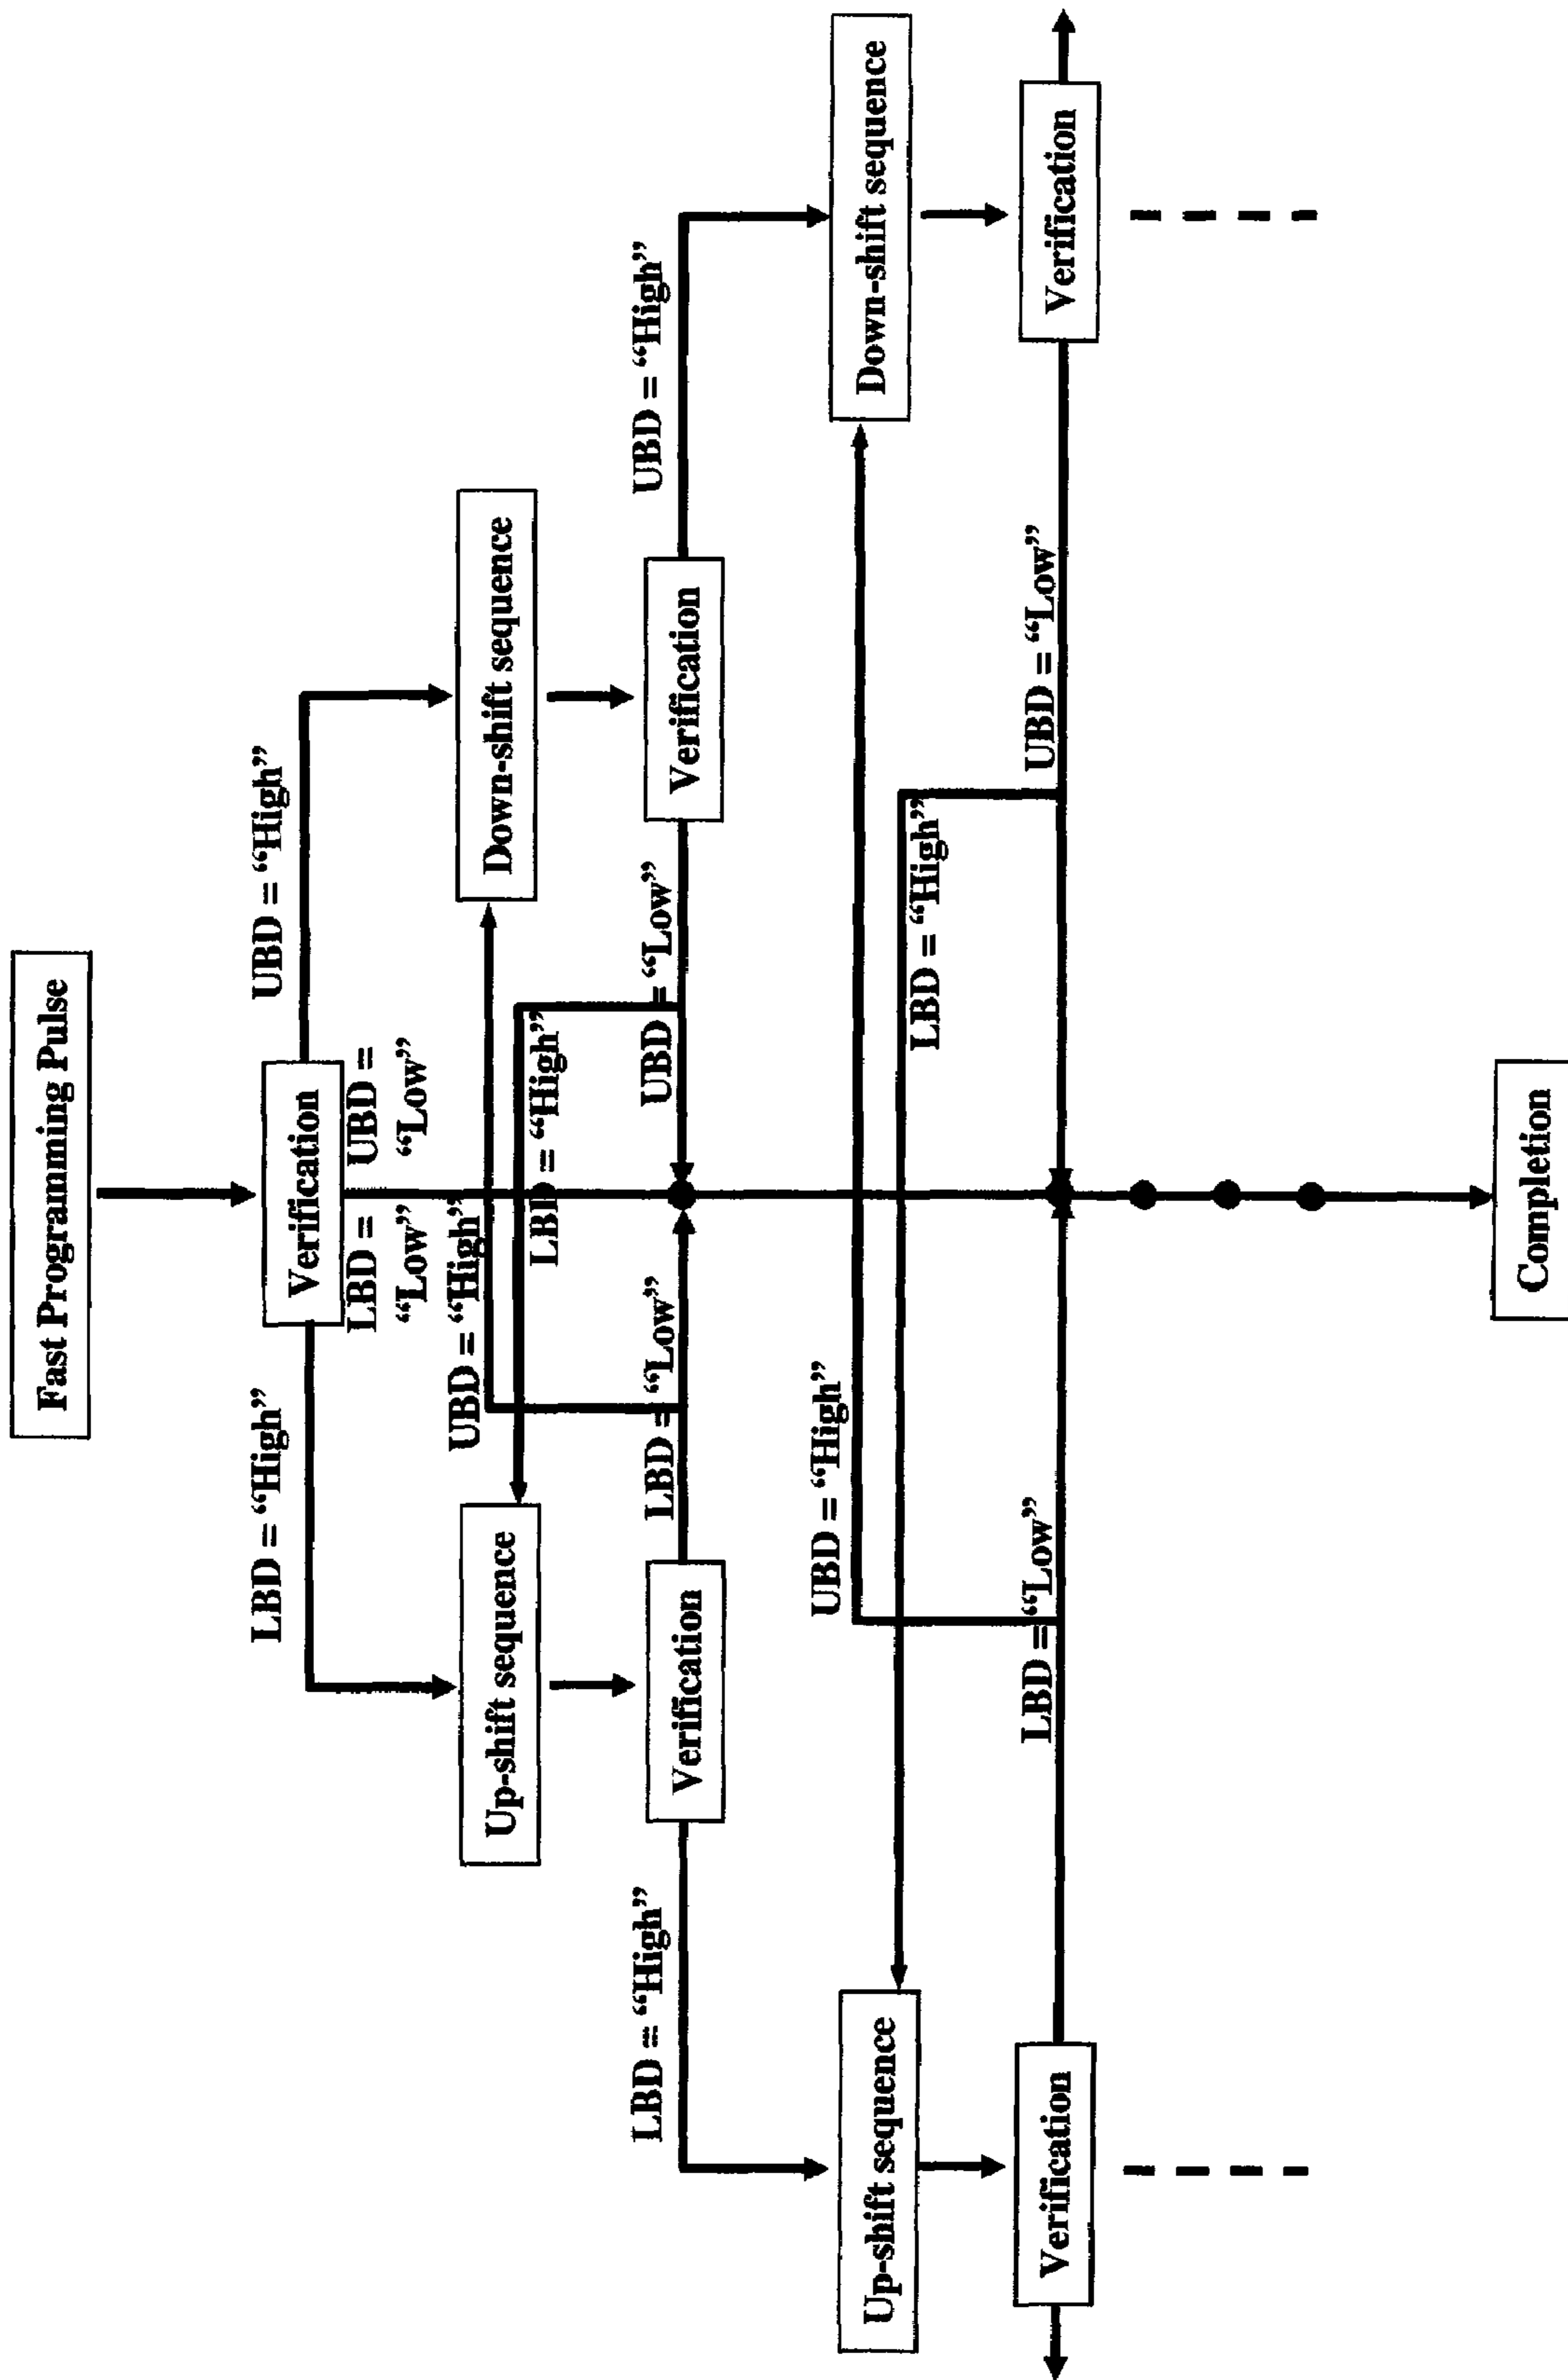 Fast Programming Pulse
Verification
LBD = “High”
UBD = “High”
LBD =
“Low”
UBD =
“Low”
Up-shift sequence
UBD = “High”
LBD = “High”
Down-shift sequence
LBD = “High”
Verification
LBD = “Low”
UBD = “Low”
Verification
UBD = “High”
Up-shift sequence
UBD = “High”
LBD = “High”
Down-shift sequence
Verification
LBD = “Low”
UBD = “Low”
Verification
Completion